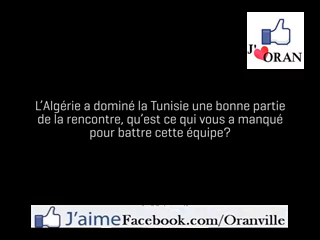 J'
ORAN
L'Algérie a dominé la Tunisie une bonne partie
de la rencontre, qu'est ce qui vous a manqué
pour battre cette équipe?
J'aime Facebook.com/Oranville